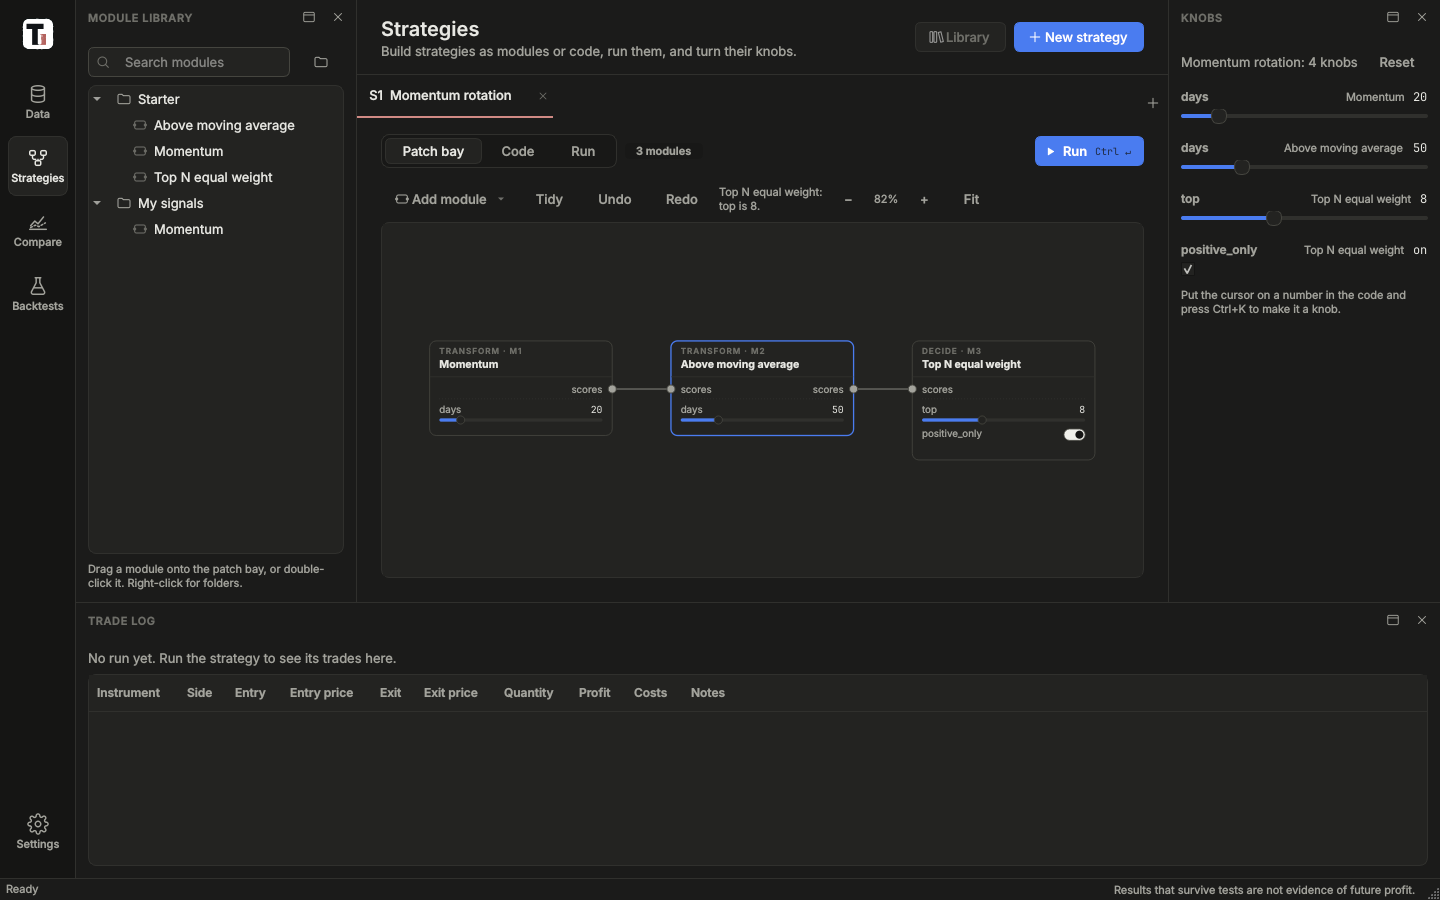 MODULE LIBRARY
Search modules
Starter
Above moving average
Momentum
Top N equal weight
My signals
Momentum
Drag a module onto the patch bay, or double-
click it. Right-click for folders.
Data
Strategies
Compare
Backtests
Settings
Strategies
Build strategies as modules or code, run them, and turn their knobs.
Library
New strategy
S1 Momentum rotation
Patch bay
Code
Run
3 modules
Run Ctrl ↵
Add module
Tidy
Undo
Redo
Top N equal weight:
top is 8.
− 82% +
Fit
TRANSFORM · M1
Momentum
scores
days 20
TRANSFORM · M2
Above moving average
scores scores
days 50
DECIDE · M3
Top N equal weight
scores
top 8
positive_only
KNOBS
Momentum rotation: 4 knobs
Reset
days Momentum 20
days Above moving average 50
top Top N equal weight 8
positive_only Top N equal weight on
Put the cursor on a number in the code and
press Ctrl+K to make it a knob.
TRADE LOG
No run yet. Run the strategy to see its trades here.
Instrument Side Entry Entry price Exit Exit price Quantity Profit Costs Notes
Ready
Results that survive tests are not evidence of future profit.